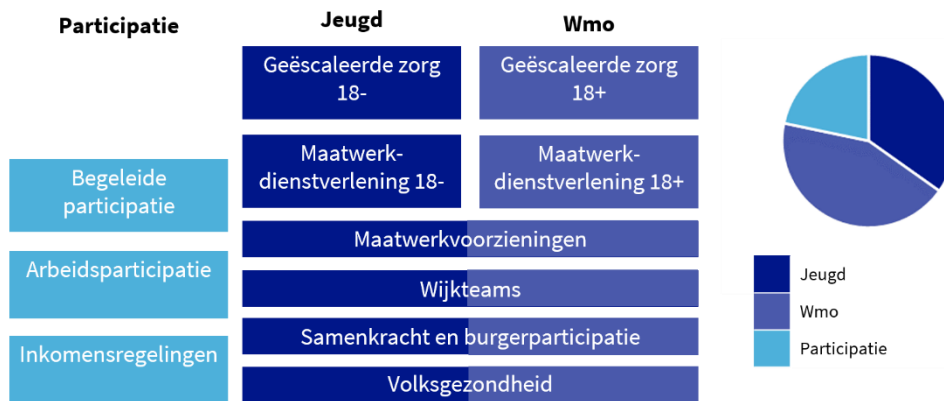 Participatie
Jeugd
Wmo
Geëscaleerde zorg
18-
Geëscaleerde zorg
18+
Maatwerk-
dienstverlening 18-
Maatwerk-
dienstverlening 18+
Begeleide
participatie
Maatwerkvoorzieningen
Arbeidsparticipatie
Wijkteams
Samenkracht en burgerparticipatie
Inkomensregelingen
Volksgezondheid
Jeugd
Wmo
Participatie